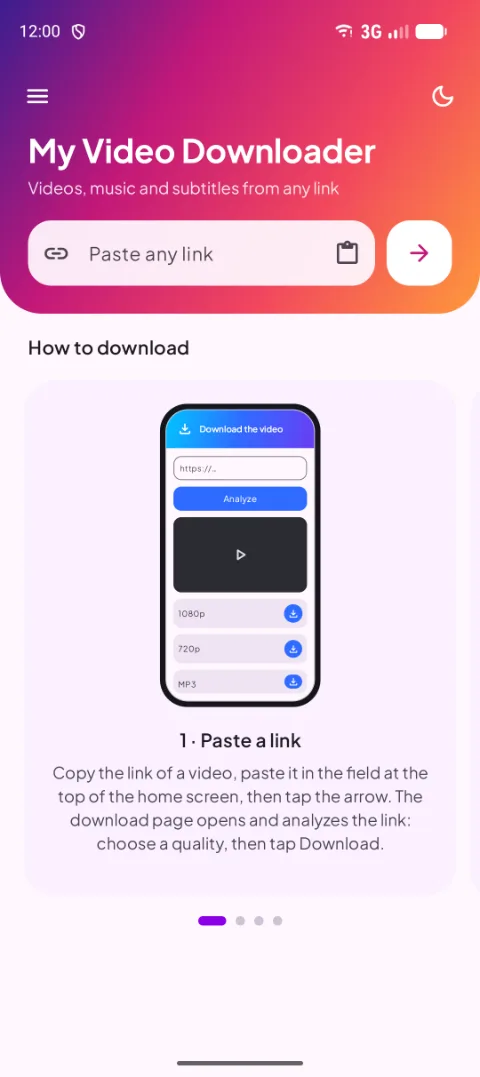 12:00
3G
My Video Downloader
Videos, music and subtitles from any link
Paste any link
How to download
Download the video
https://..
Analyze
1080p
720p
MP3
1 · Paste a link
Copy the link of a video, paste it in the field at the
top of the home screen, then tap the arrow. The
download page opens and analyzes the link:
choose a quality, then tap Download.